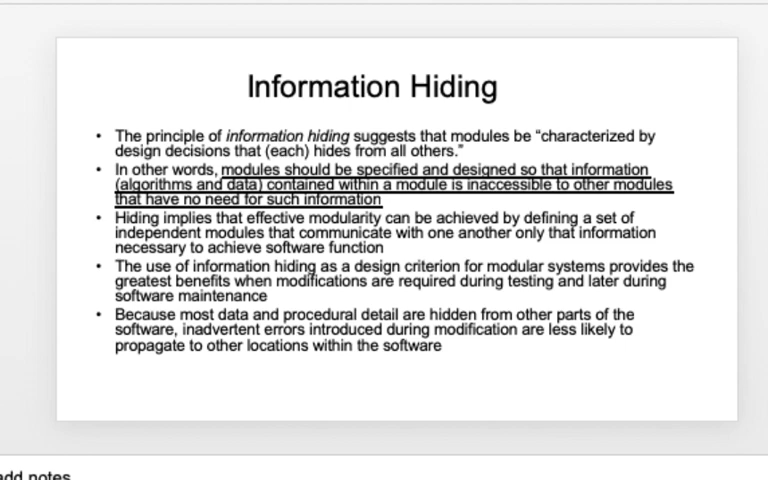 Information Hiding
• The principle of information hiding suggests that modules be “characterized by
design decisions that (each) hides from all others.”
• In other words, modules should be specified and designed so that information
(algorithms and data) contained within a module is inaccessible to other modules
that have no need for such information
• Hiding implies that effective modularity can be achieved by defining a set of
independent modules that communicate with one another only that information
necessary to achieve software function
• The use of information hiding as a design criterion for modular systems provides the
greatest benefits when modifications are required during testing and later during
software maintenance
• Because most data and procedural detail are hidden from other parts of the
software, inadvertent errors introduced during modification are less likely to
propagate to other locations within the software
add notes